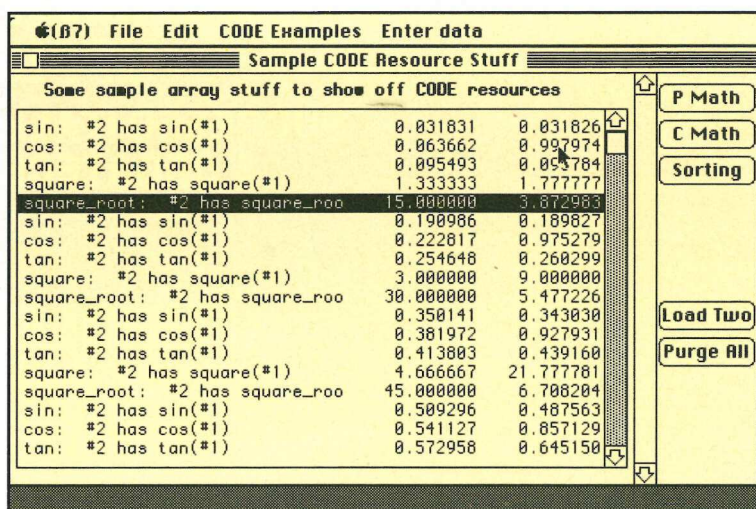 (ß7) File Edit CODE Examples Enter data
Sample CODE Resource Stuff
Some sample array stuff to show off CODE resources
sin: #2 has sin(#1) 0.031831 0.031826
cos: #2 has cos(#1) 0.063662 0.997974
tan: #2 has tan(#1) 0.095493 0.095784
square: #2 has square(#1) 1.333333 1.777777
square_root: #2 has square_roo 15.000000 3.872983
sin: #2 has sin(#1) 0.190986 0.189827
cos: #2 has cos(#1) 0.222817 0.975279
tan: #2 has tan(#1) 0.254648 0.260299
square: #2 has square(#1) 3.000000 9.000000
square_root: #2 has square_roo 30.000000 5.477226
sin: #2 has sin(#1) 0.350141 0.343030
cos: #2 has cos(#1) 0.381972 0.927931
tan: #2 has tan(#1) 0.413803 0.439160
square: #2 has square(#1) 4.666667 21.777781
square_root: #2 has square_roo 45.000000 6.708204
sin: #2 has sin(#1) 0.509296 0.487563
cos: #2 has cos(#1) 0.541127 0.857129
tan: #2 has tan(#1) 0.572958 0.645150
P Math
C Math
Sorting
Load Two
Purge All